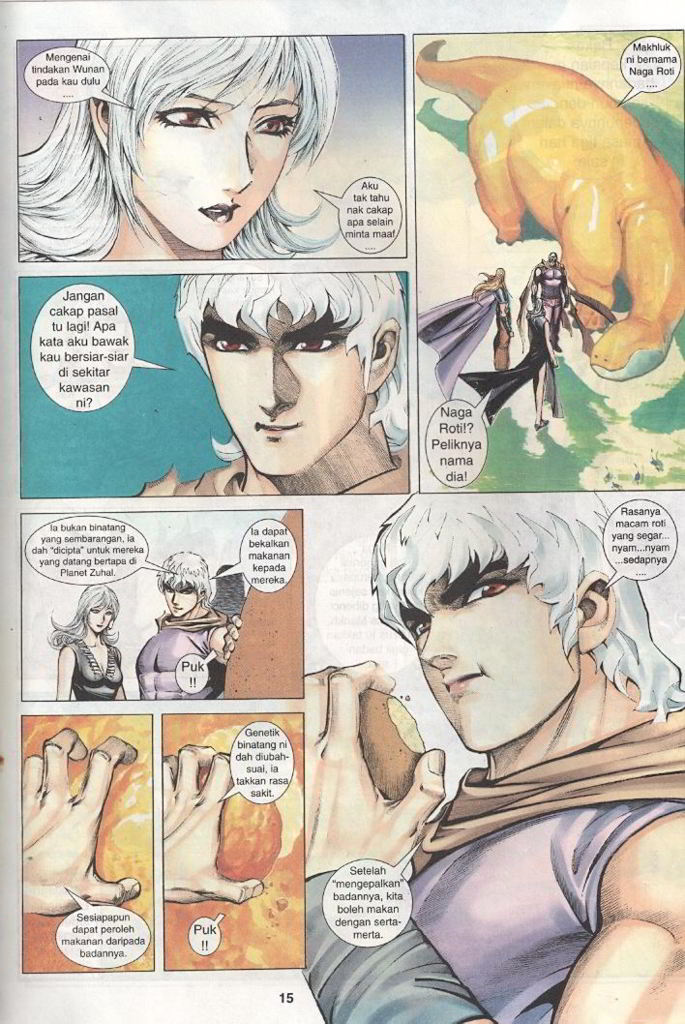 Mengenai
tindakan Wunan
pada kau dulu
....
Aku
tak tahu
nak cakap
apa selain
minta maaf
....
Makhluk
ni bernama
Naga Roti
....
Naga
Roti!?
Peliknya
nama
dia!
Jangan
cakap pasal
tu lagi! Apa
kata aku bawak
kau bersiar-siar
di sekitar
kawasan
ni?
Ia bukan binatang
yang sembarangan, ia
dah "dicipta" untuk mereka
yang datang bertapa di
Planet Zuhal.
Ia dapat
bekalkan
makanan
kepada
mereka.
Puk
!!
Rasanya
macam roti
yang segar...
nyam...nyam
...sedapnya
....
Sesiapapun
dapat peroleh
makanan daripada
badannya.
Genetik
binatang ni
dah diubah-
suai, ia
takkan rasa
sakit.
Puk
!!
Setelah
"mengepalkan"
badannya, kita
boleh makan
dengan serta-
merta.
15